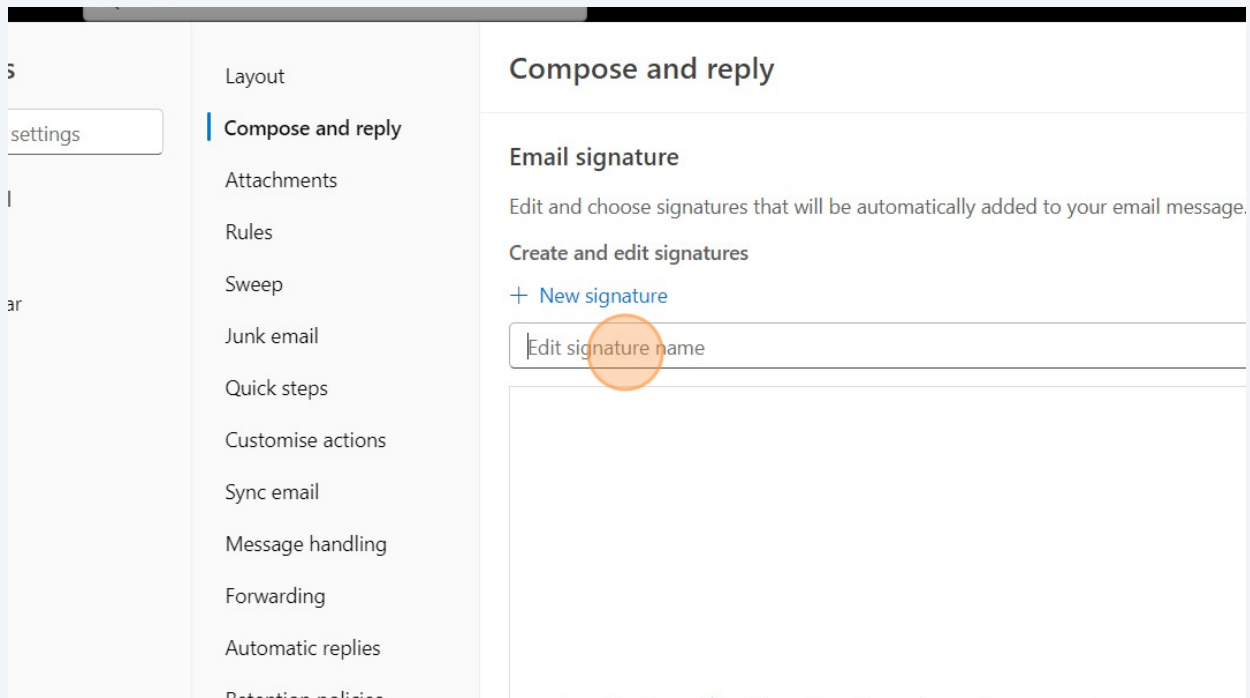 settings
Layout
Compose and reply
Attachments
Rules
Sweep
Junk email
Quick steps
Customise actions
Sync email
Message handling
Forwarding
Automatic replies
Compose and reply
Email signature
Edit and choose signatures that will be automatically added to your email message.
Create and edit signatures
+ New signature
Edit signature name